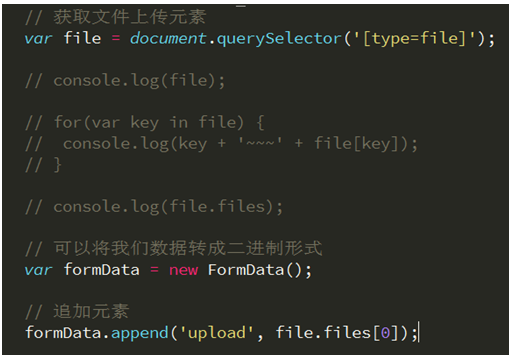 // 获取文件上传元素
var file = document.querySelector('[type=file]');
// console.log(file);
// for(var key in file) {
//  console.log(key + '~~~' + file[key]);
// }
// console.log(file.files);
// 可以将我们数据转成二进制形式
var formData = new FormData();
// 追加元素
formData.append('upload', file.files[0]);